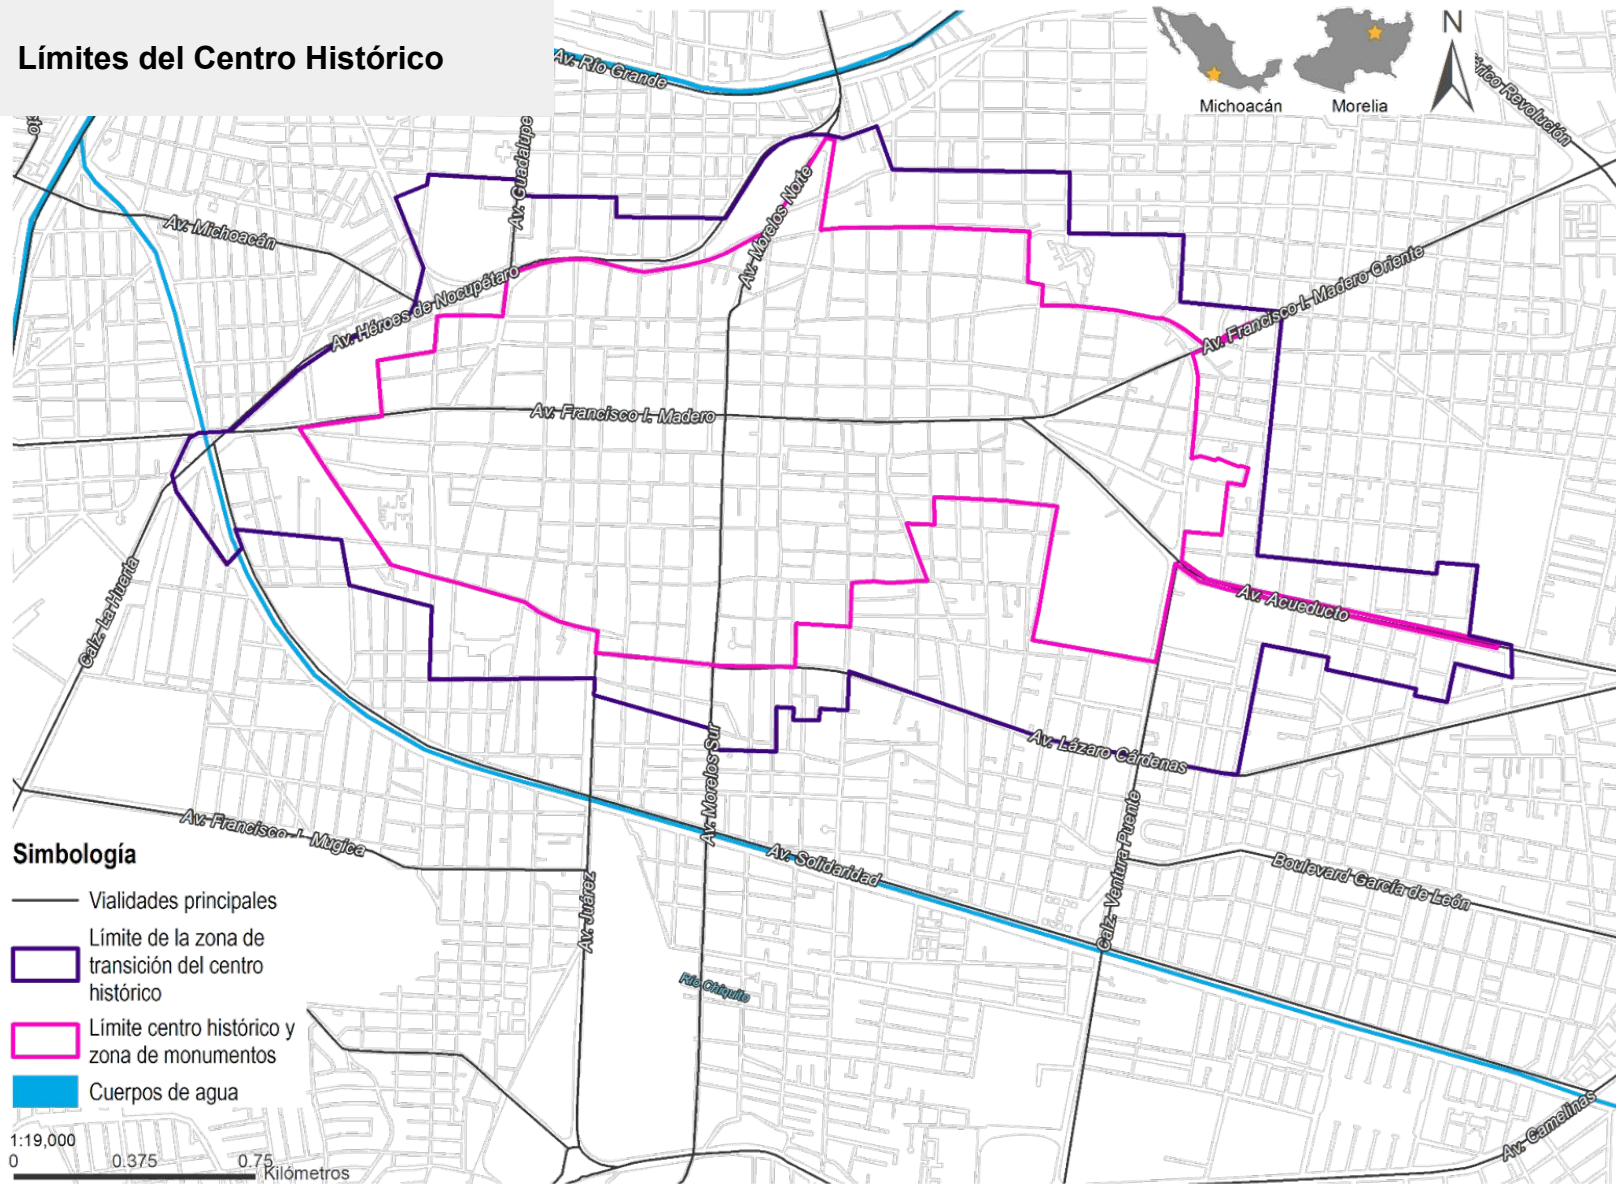 Límites del Centro Histórico
Av. Río Grande
Michoacán
Morelia
N
Av. Guadalupe
Av. Michoacán
Av. Morelos Norte
Av. Héroes de Nocupétaro
Av. Francisco I. Madero Oriente
Av. Francisco I. Madero
Calz. La Huerta
Av. Acueducto
Av. Lázaro Cárdenas
Av. Morelos Sur
Av. Francisco J. Mugica
Av. Solidaridad
Calz. Ventura Puente
Boulevard García de León
Av. Juárez
Río Chiquito
Av. Camelinas
Simbología
Vialidades principales
Límite de la zona de
transición del centro
histórico
Límite centro histórico y
zona de monumentos
Cuerpos de agua
1:19,000
0 0.375 0.75
Kilómetros